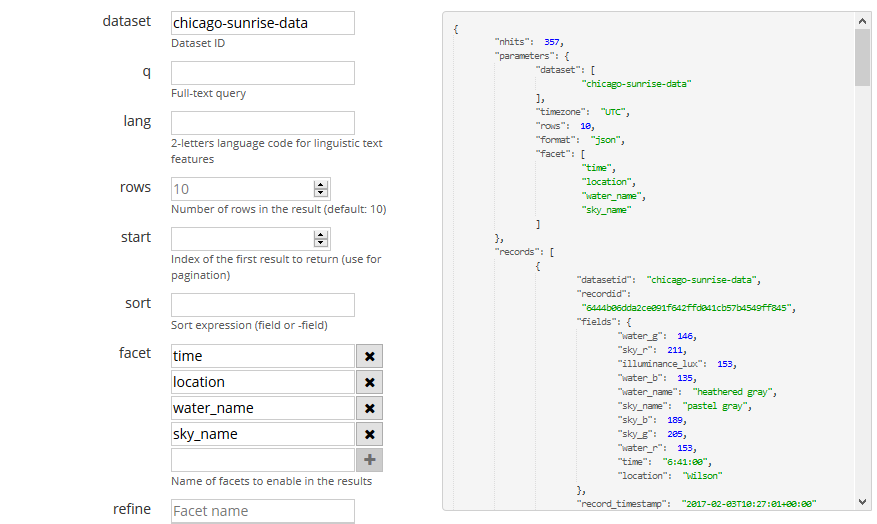 dataset
chicago-sunrise-data
Dataset ID
q
Full-text query
lang
2-letters language code for linguistic text
features
rows
10
Number of rows in the result (default: 10)
start
Index of the first result to return (use for
pagination)
sort
Sort expression (field or -field)
facet
time
location
water_name
sky_name
Name of facets to enable in the results
refine
Facet name
{
"nhits": 357,
"parameters": {
"dataset": [
"chicago-sunrise-data"
],
"timezone": "UTC",
"rows": 10,
"format": "json",
"facet": [
"time",
"location",
"water_name",
"sky_name"
]
},
"records": [
{
"datasetid": "chicago-sunrise-data",
"recordid":
"6444b06dda2ce091f642ffd041cb57b4549ff845",
"fields": {
"water_g": 146,
"sky_r": 211,
"illuminance_lux": 153,
"water_b": 135,
"water_name": "heathered gray",
"sky_name": "pastel gray",
"sky_b": 189,
"sky_g": 205,
"water_r": 153,
"time": "6:41:00",
"location": "wilson"
},
"record_timestamp": "2017-02-03T10:27:01+00:00"